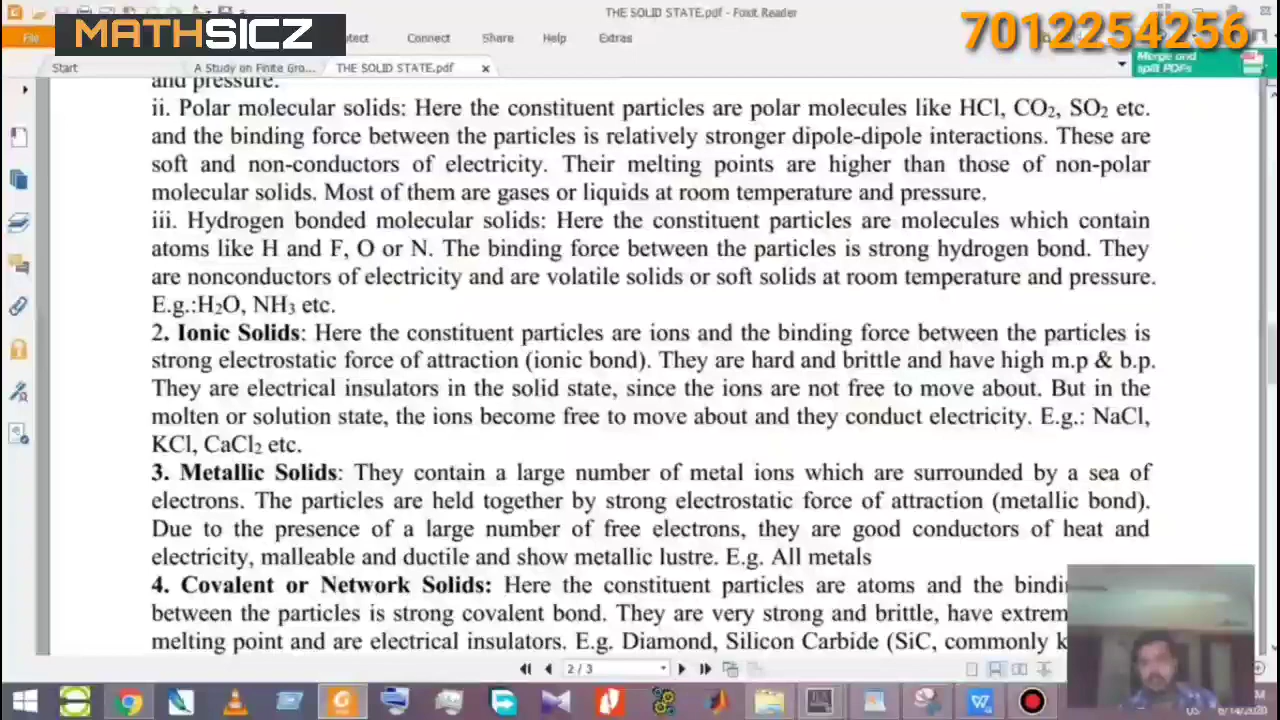 THE SOLID STATE.pdf - Foxit Reader
MATHSICZ
7012254256
File
Connect Share Help Extras
Merge and split PDFs
Start A Study on Finite Gro... THE SOLID STATE.pdf
and pressure.
ii. Polar molecular solids: Here the constituent particles are polar molecules like HCl, CO₂, SO₂ etc.
and the binding force between the particles is relatively stronger dipole-dipole interactions. These are
soft and non-conductors of electricity. Their melting points are higher than those of non-polar
molecular solids. Most of them are gases or liquids at room temperature and pressure.
iii. Hydrogen bonded molecular solids: Here the constituent particles are molecules which contain
atoms like H and F, O or N. The binding force between the particles is strong hydrogen bond. They
are nonconductors of electricity and are volatile solids or soft solids at room temperature and pressure.
E.g.:H₂O, NH₃ etc.
2. Ionic Solids: Here the constituent particles are ions and the binding force between the particles is
strong electrostatic force of attraction (ionic bond). They are hard and brittle and have high m.p & b.p.
They are electrical insulators in the solid state, since the ions are not free to move about. But in the
molten or solution state, the ions become free to move about and they conduct electricity. E.g.: NaCl,
KCl, CaCl₂ etc.
3. Metallic Solids: They contain a large number of metal ions which are surrounded by a sea of
electrons. The particles are held together by strong electrostatic force of attraction (metallic bond).
Due to the presence of a large number of free electrons, they are good conductors of heat and
electricity, malleable and ductile and show metallic lustre. E.g. All metals
4. Covalent or Network Solids: Here the constituent particles are atoms and the
between the particles is strong covalent bond. They are very strong and brittle, have
melting point and are electrical insulators. E.g. Diamond, Silicon Carbide (SiC, commonly
2 / 3